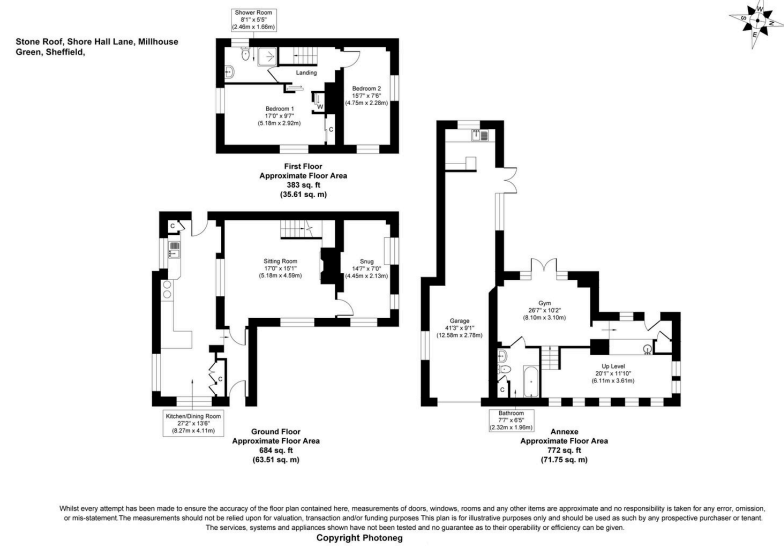 Stone Roof, Shore Hall Lane, Millhouse
Green, Sheffield,
N
W
S
E
Shower Room
8'1" x 5'5"
(2.46m x 1.66m)
Landing
Bedroom 2
15'7" x 7'6"
(4.75m x 2.28m)
Bedroom 1
17'0" x 9'7"
(5.18m x 2.92m)
W
C
First Floor
Approximate Floor Area
383 sq. ft
(35.61 sq. m)
C
Sitting Room
17'0" x 15'1"
(5.18m x 4.59m)
Snug
14'7" x 7'0"
(4.45m x 2.13m)
C
Kitchen/Dining Room
27'2" x 13'6"
(8.27m x 4.11m)
Ground Floor
Approximate Floor Area
684 sq. ft
(63.51 sq. m)
Gym
26'7" x 10'2"
(8.10m x 3.10m)
Garage
41'3" x 9'1"
(12.58m x 2.78m)
Up Level
20'1" x 11'10"
(6.11m x 3.61m)
C
Bathroom
7'7" x 6'5"
(2.32m x 1.96m)
Annexe
Approximate Floor Area
772 sq. ft
(71.75 sq. m)
Whilst every attempt has been made to ensure the accuracy of the floor plan contained here, measurements of doors, windows, rooms and any other items are approximate and no responsibility is taken for any error, omission,
or mis-statement.The measurements should not be relied upon for valuation, transaction and/or funding purposes This plan is for illustrative purposes only and should be used as such by any prospective purchaser or tenant.
The services, systems and appliances shown have not been tested and no guarantee as to their operability or efficiency can be given.
Copyright Photoneg